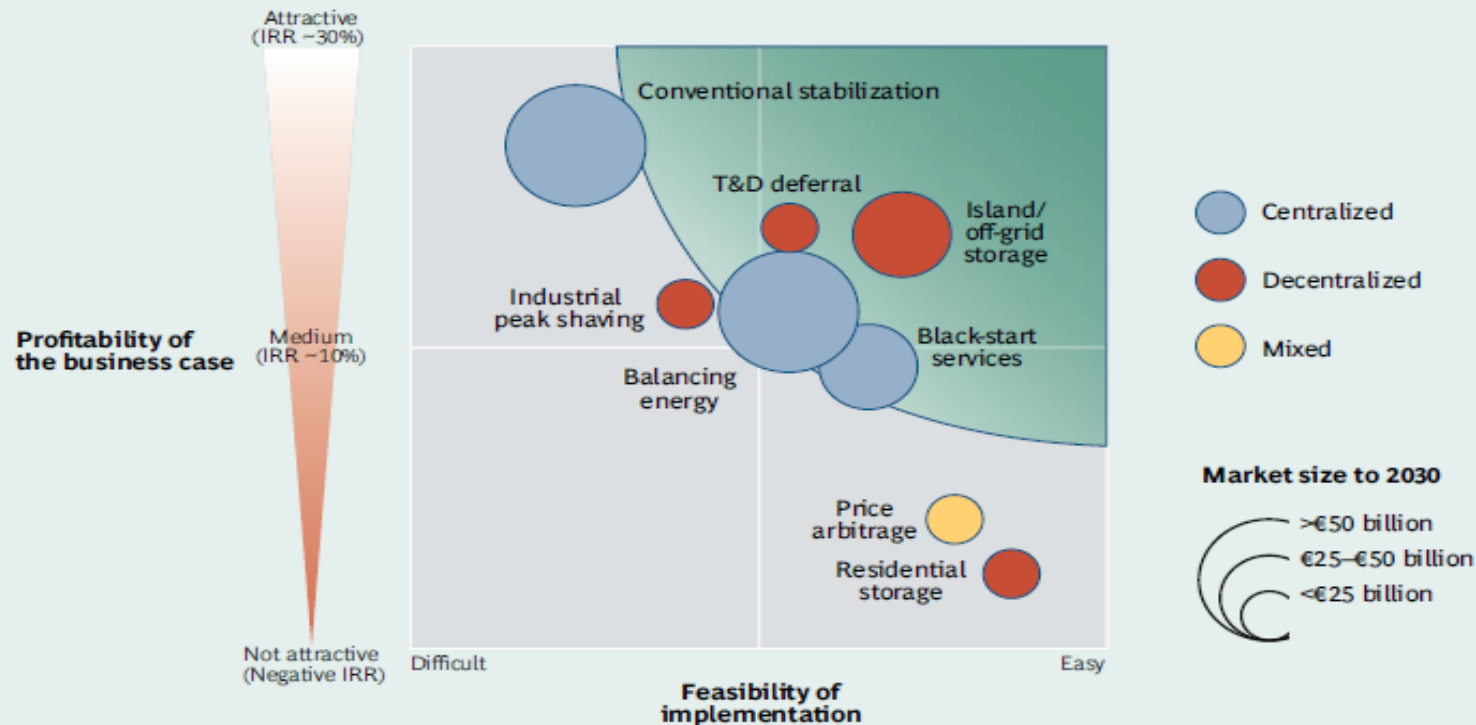 Attractive
(IRR ~30%)
Conventional stabilization
T&D deferral
Island/
off-grid
storage
Centralized
Decentralized
Mixed
Industrial
peak shaving
Profitability of
the business case
Medium
(IRR ~10%)
Black-start
services
Balancing
energy
Market size to 2030
>€50 billion
€25–€50 billion
<€25 billion
Price
arbitrage
Residential
storage
Not attractive
(Negative IRR)
Difficult
Easy
Feasibility of
implementation